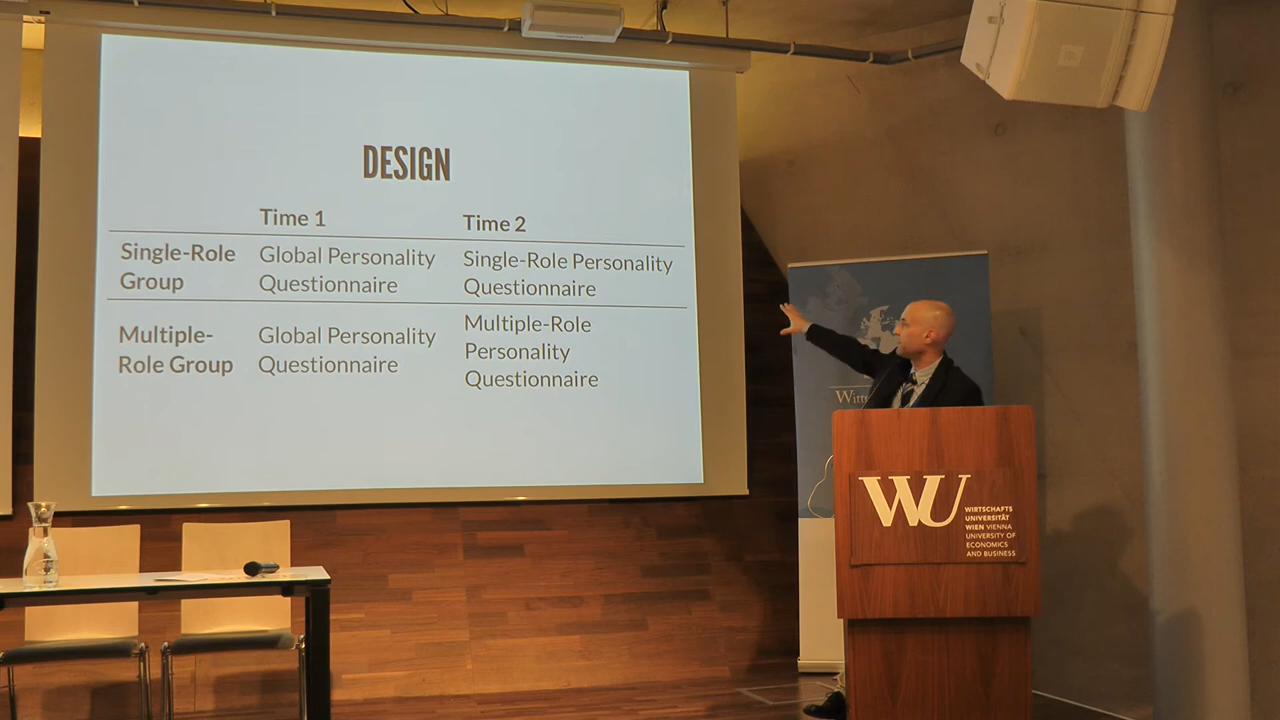 DESIGN
Time 1 Time 2
Single-Role Group Global Personality Questionnaire Single-Role Personality Questionnaire
Multiple-Role Group Global Personality Questionnaire Multiple-Role Personality Questionnaire
WU
WIRTSCHAFTS
UNIVERSITÄT
WIEN VIENNA
UNIVERSITY OF
ECONOMICS
AND BUSINESS